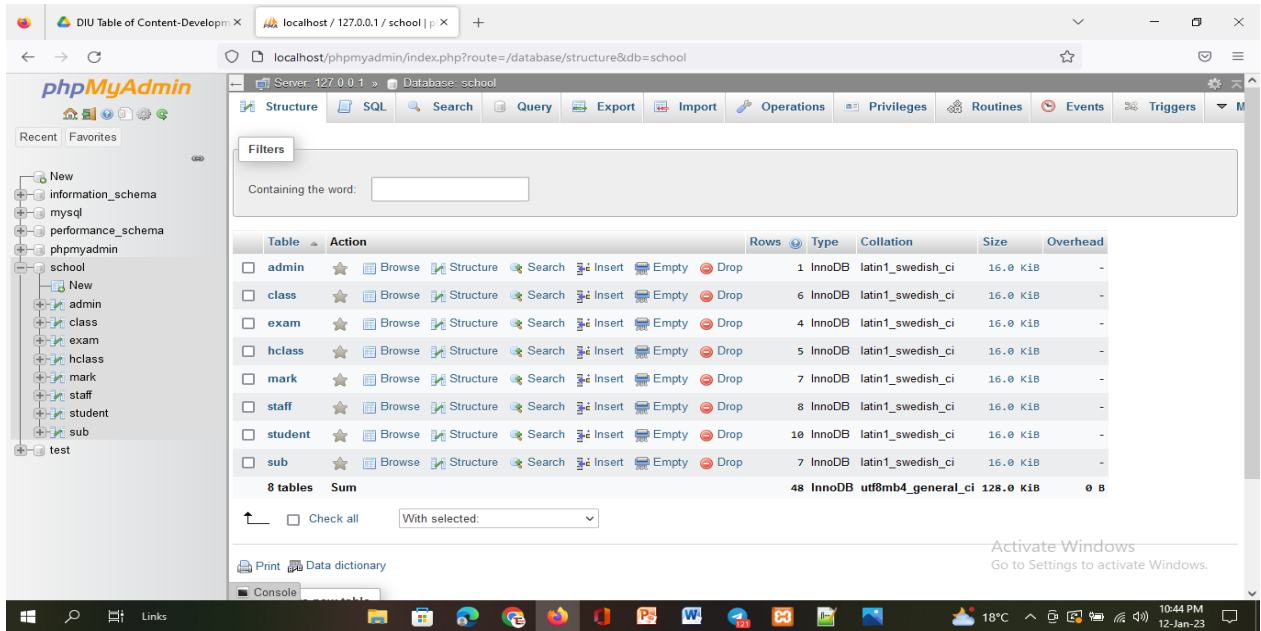 DIU Table of Content-Developm
localhost / 127.0.0.1 / school | p
localhost/phpmyadmin/index.php?route=/database/structure&db=school
phpMyAdmin
Recent Favorites
New
information_schema
mysql
performance_schema
phpmyadmin
school
New
admin
class
exam
hclass
mark
staff
student
sub
test
Server: 127.0.0.1 » Database: school
Structure SQL Search Query Export Import Operations Privileges Routines Events Triggers M
Filters
Containing the word:
Table Action Rows Type Collation Size Overhead
admin Browse Structure Search Insert Empty Drop 1 InnoDB latin1_swedish_ci 16.0 KiB -
class Browse Structure Search Insert Empty Drop 6 InnoDB latin1_swedish_ci 16.0 KiB -
exam Browse Structure Search Insert Empty Drop 4 InnoDB latin1_swedish_ci 16.0 KiB -
hclass Browse Structure Search Insert Empty Drop 5 InnoDB latin1_swedish_ci 16.0 KiB -
mark Browse Structure Search Insert Empty Drop 7 InnoDB latin1_swedish_ci 16.0 KiB -
staff Browse Structure Search Insert Empty Drop 8 InnoDB latin1_swedish_ci 16.0 KiB -
student Browse Structure Search Insert Empty Drop 10 InnoDB latin1_swedish_ci 16.0 KiB -
sub Browse Structure Search Insert Empty Drop 7 InnoDB latin1_swedish_ci 16.0 KiB -
8 tables Sum 48 InnoDB utf8mb4_general_ci 128.0 KiB 0 B
Check all With selected:
Print Data dictionary
Console
Activate Windows
Go to Settings to activate Windows.
Links
18°C
10:44 PM
12-Jan-23